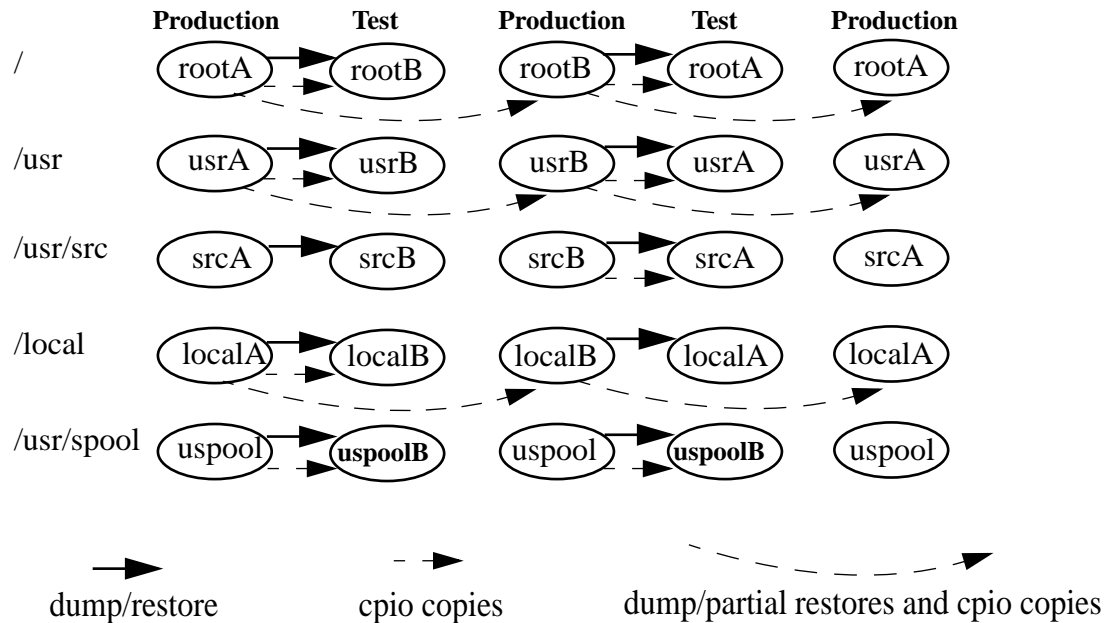 Production Test Production Test Production
/ rootA rootB rootB rootA rootA
/usr usrA usrB usrB usrA usrA
/usr/src srcA srcB srcB srcA srcA
/local localA localB localB localA localA
/usr/spool uspool uspoolB uspool uspoolB uspool
dump/restore cpio copies dump/partial restores and cpio copies